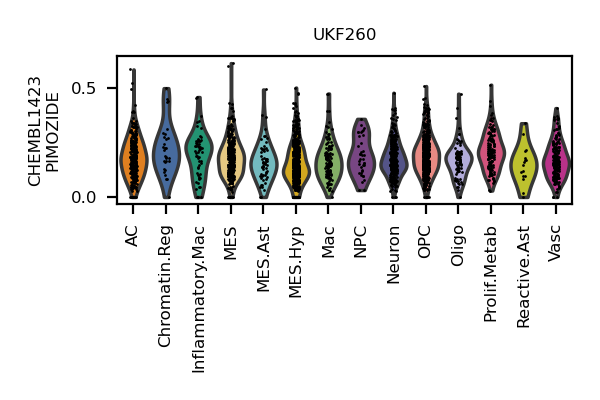 UKF260
CHEMBL1423
PIMOZIDE
0.5
0.0
AC
Chromatin.Reg
Inflammatory.Mac
MES
MES.Ast
MES.Hyp
Mac
NPC
Neuron
OPC
Oligo
Prolif.Metab
Reactive.Ast
Vasc